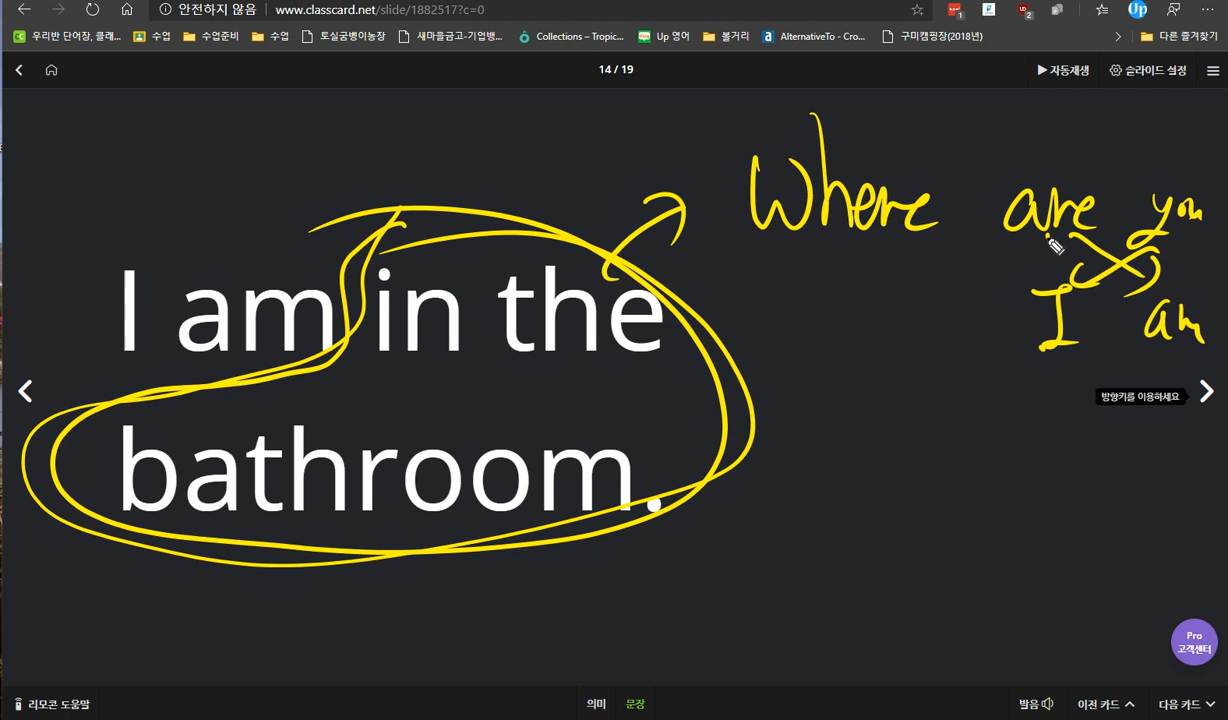 안전하지 않음 www.classcard.net/slide/1882517?c=0
1 2 Up
우리반 단어장, 클래... 수업 수업준비 수업 토실굼벵이농장 새마을금고-기업뱅... Collections – Tropic... Up 영어 볼거리 AlternativeTo - Cro... 구미캠핑장(2018년) 다른 즐겨찾기
14 / 19 자동재생 슬라이드 설정
Where are you
I am
I am in the
bathroom.
방향키를 이용하세요
Pro
고객센터
리모콘 도움말 의미 문장 발음 이전 카드 다음 카드